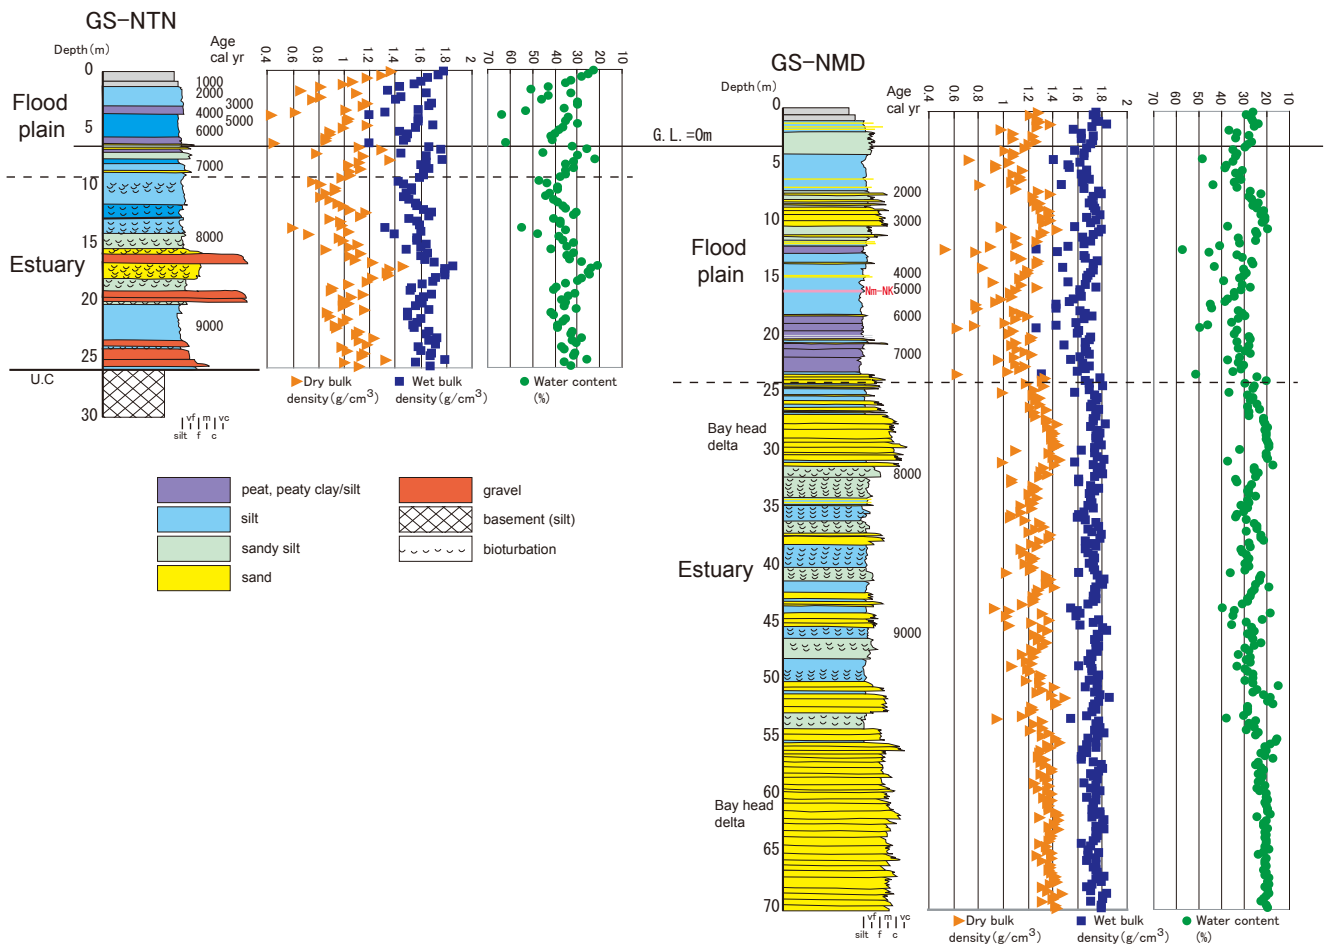 GS-NTN
Depth(m)
Age
cal yr
0.4
0.6
0.8
1
1.2
1.4
1.6
1.8
2
70
60
50
40
30
20
10
0
5
10
15
20
25
30
Flood
plain
Estuary
U.C
1000
2000
3000
4000
5000
6000
7000
8000
9000
vf m vc
silt f c
Dry bulk
density(g/cm³)
Wet bulk
density(g/cm³)
Water content
(%)
peat, peaty clay/silt
silt
sandy silt
sand
gravel
basement (silt)
bioturbation
GS-NMD
Depth(m)
Age
cal yr
0.4
0.6
0.8
1
1.2
1.4
1.6
1.8
2
70
60
50
40
30
20
10
G. L. =0m
0
5
10
15
20
25
30
35
40
45
50
55
60
65
70
Flood
plain
Bay head
delta
Estuary
Bay head
delta
2000
3000
4000
Nm-NK
5000
6000
7000
8000
9000
vf m vc
silt f c
Dry bulk
density(g/cm³)
Wet bulk
density(g/cm³)
Water content
(%)